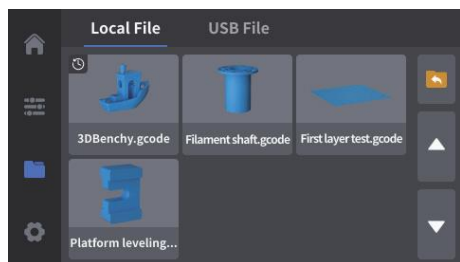 Local File USB File
3DBenchy.gcode Filament shaft.gcode First layer test.gcode
Platform leveling...